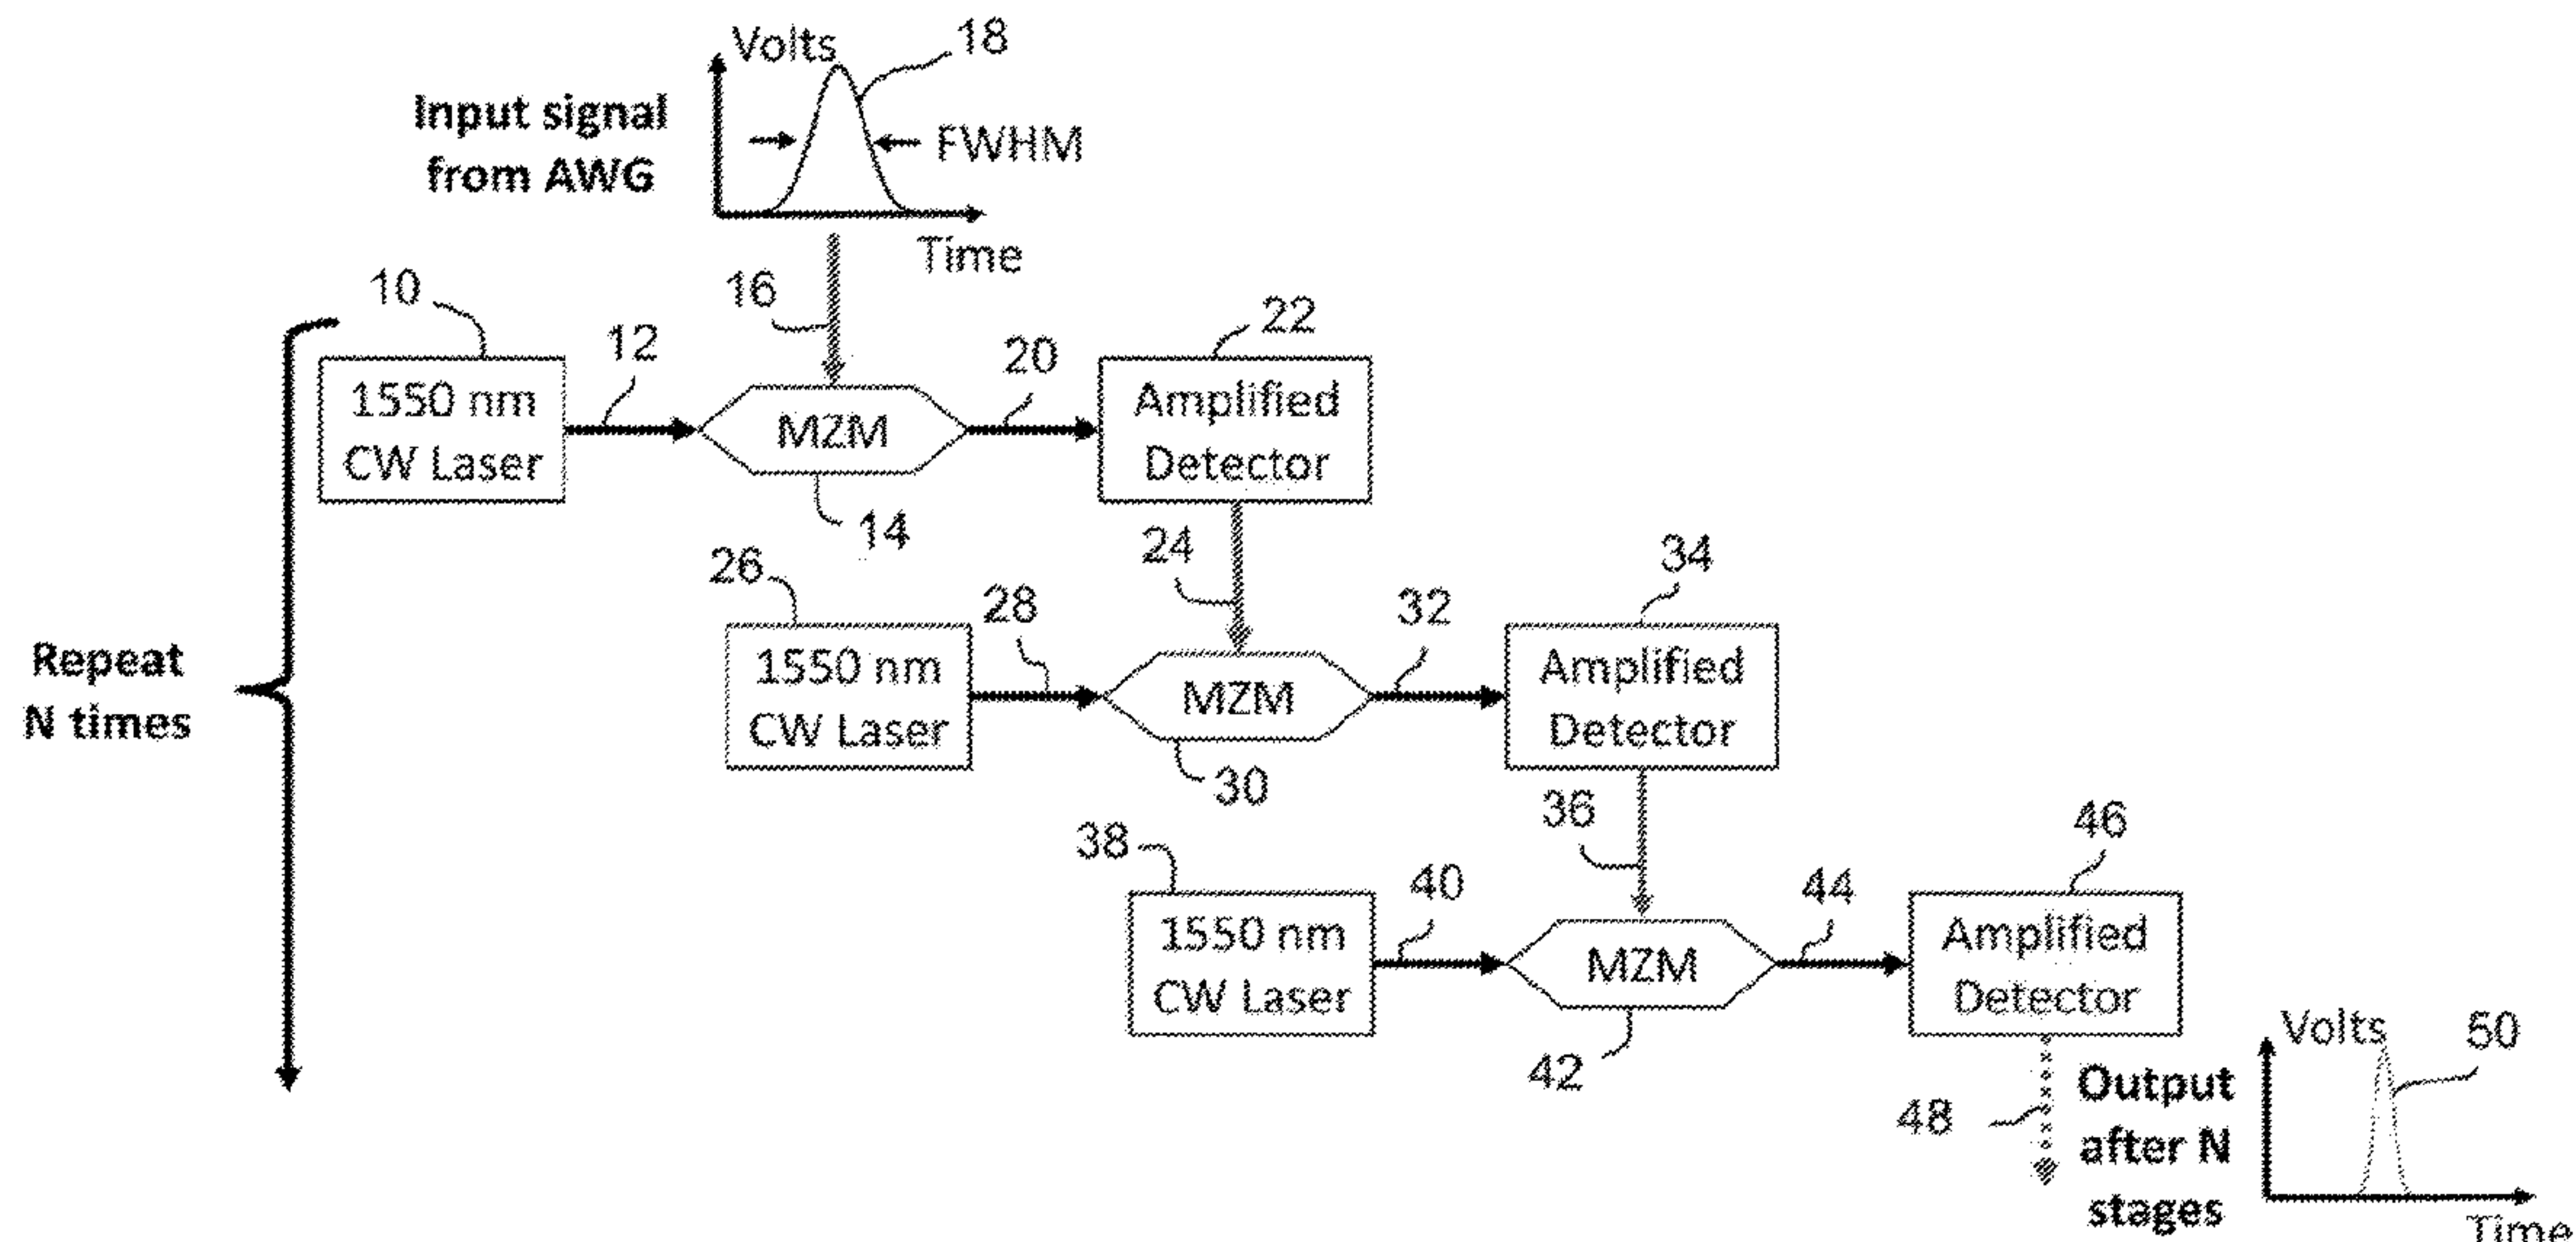 Volts
18
Input signal
from AWG
FWHM
Time
16
10
12
20
22
1550 nm
CW Laser
MZM
Amplified
Detector
14
24
26
28
32
34
1550 nm
CW Laser
MZM
Amplified
Detector
30
Repeat
N times
36
38
40
44
46
1550 nm
CW Laser
MZM
Amplified
Detector
42
48
Output
after N
stages
Volts
50
Time